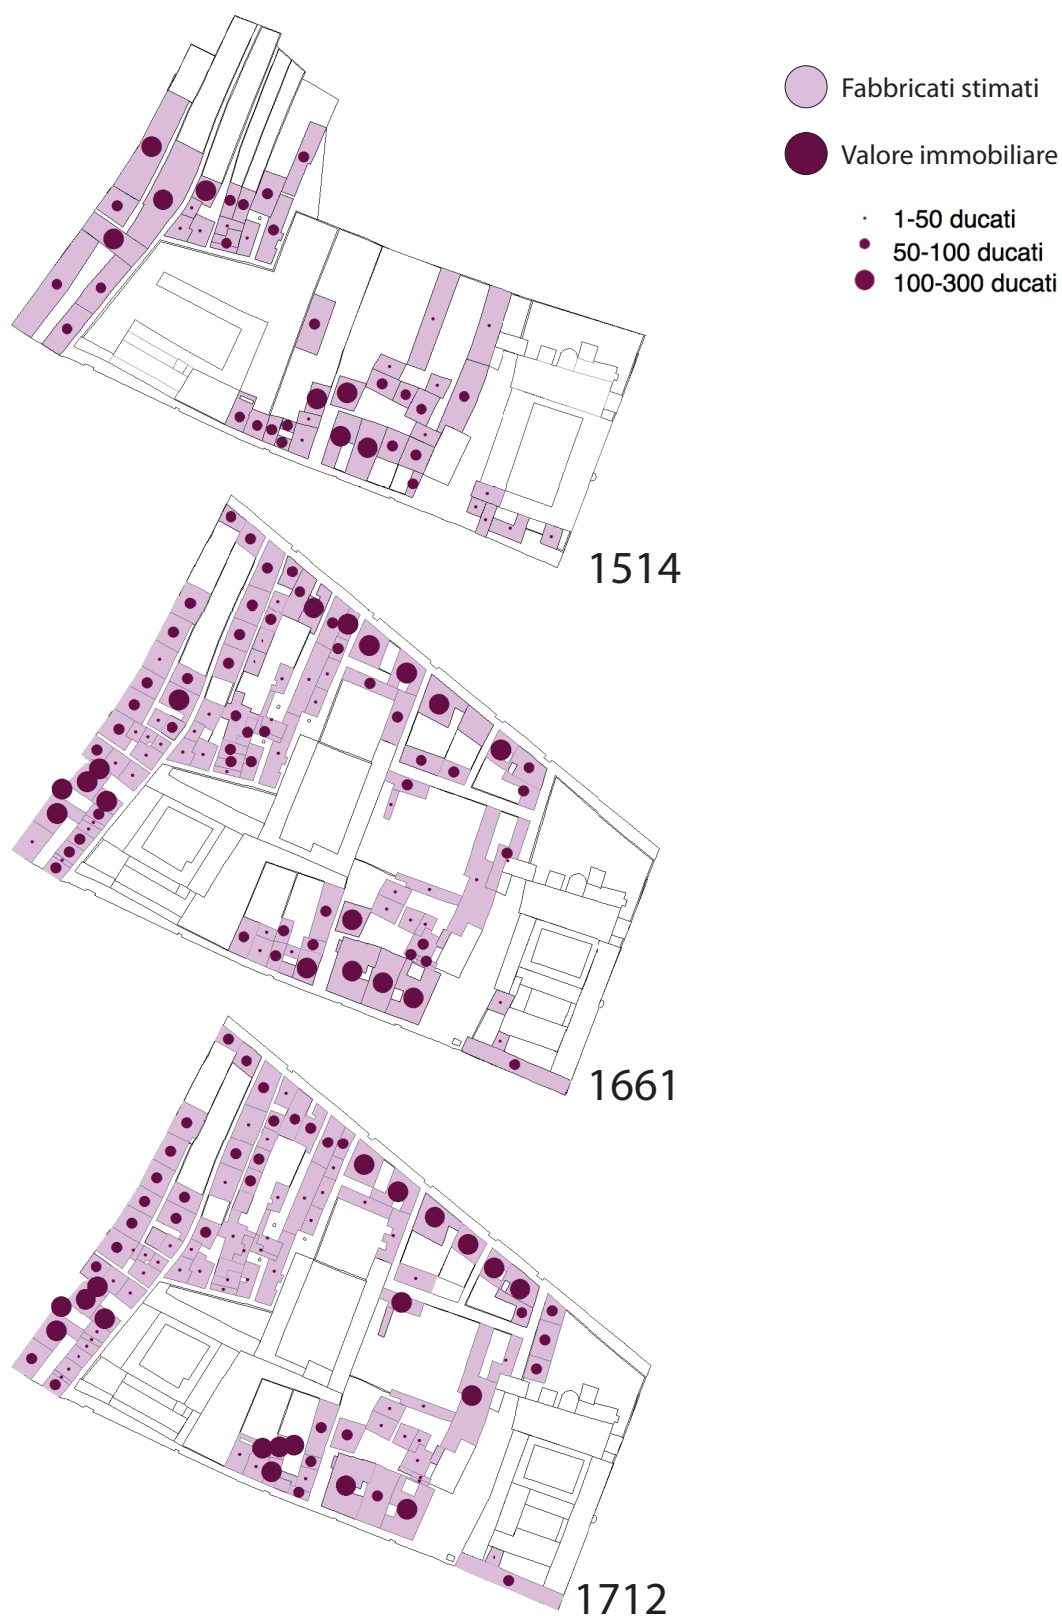 Fabbricati stimati
Valore immobiliare
1-50 ducati
50-100 ducati
100-300 ducati
1514
1661
1712